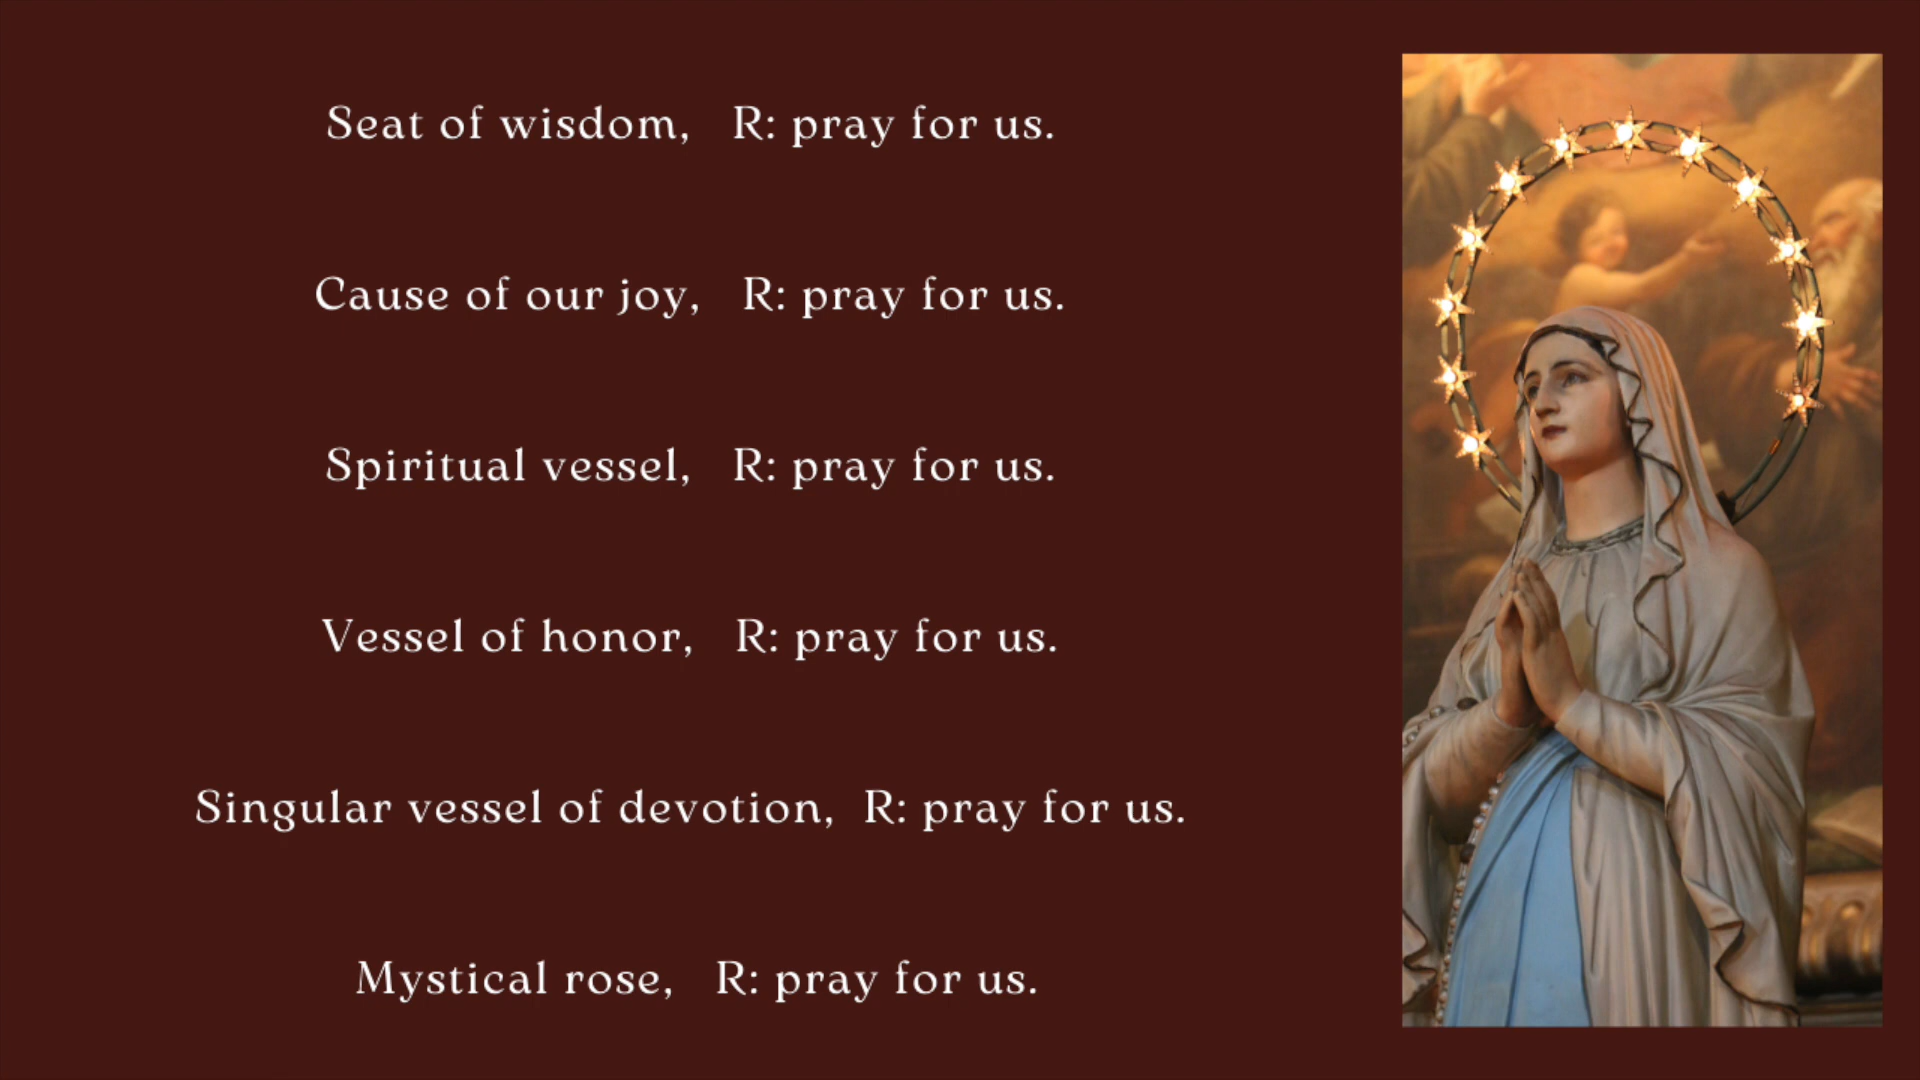 Seat of wisdom, R: pray for us.
Cause of our joy, R: pray for us.
Spiritual vessel, R: pray for us.
Vessel of honor, R: pray for us.
Singular vessel of devotion, R: pray for us.
Mystical rose, R: pray for us.